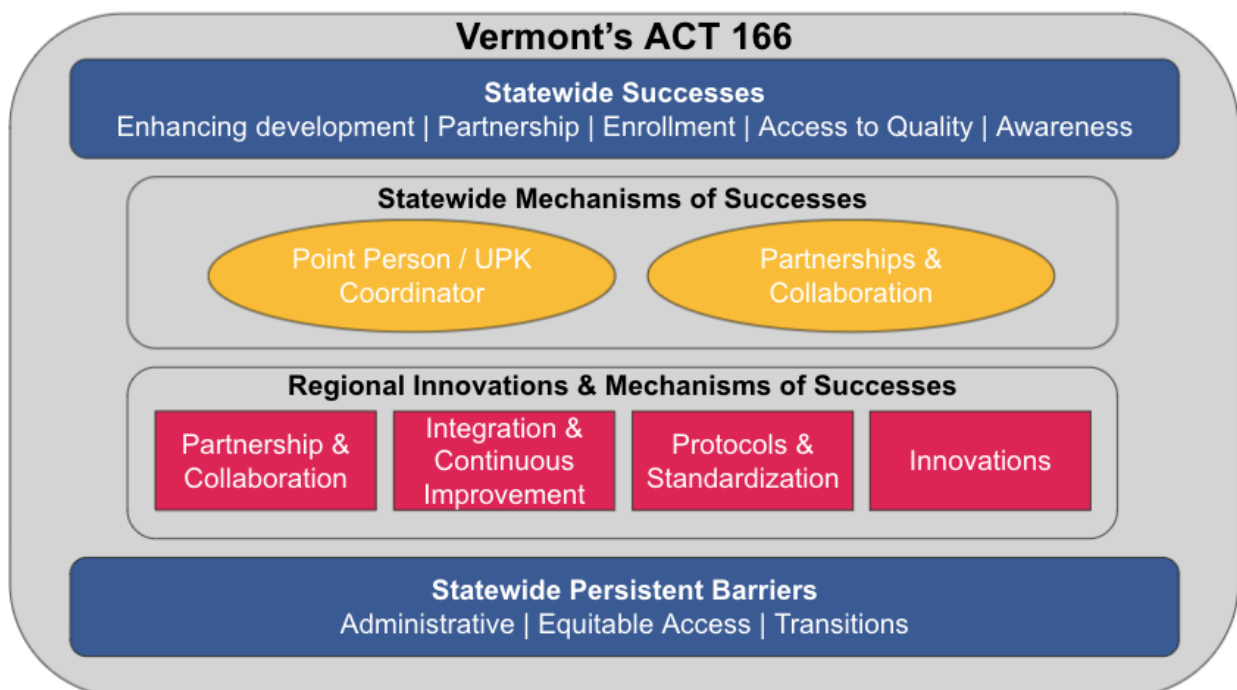 Vermont’s ACT 166
Statewide Successes
Enhancing development | Partnership | Enrollment | Access to Quality | Awareness
Statewide Mechanisms of Successes
Point Person / UPK
Coordinator
Partnerships &
Collaboration
Regional Innovations & Mechanisms of Successes
Partnership &
Collaboration
Integration &
Continuous
Improvement
Protocols &
Standardization
Innovations
Statewide Persistent Barriers
Administrative | Equitable Access | Transitions